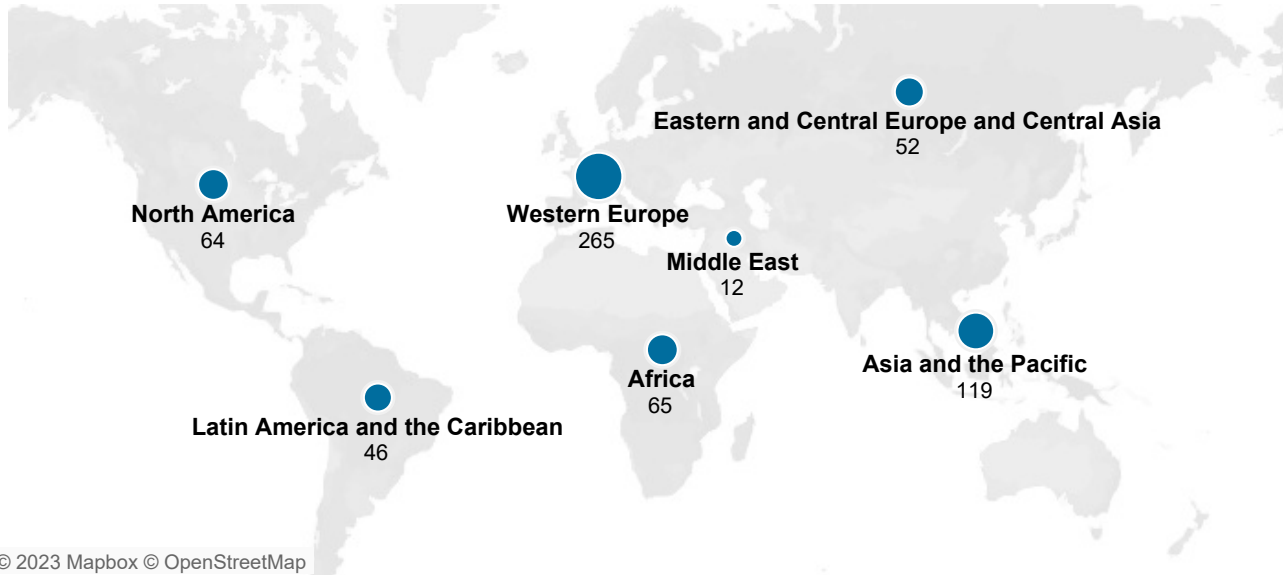 Eastern and Central Europe and Central Asia
52
North America
64
Western Europe
265
Middle East
12
Asia and the Pacific
119
Africa
65
Latin America and the Caribbean
46
© 2023 Mapbox © OpenStreetMap